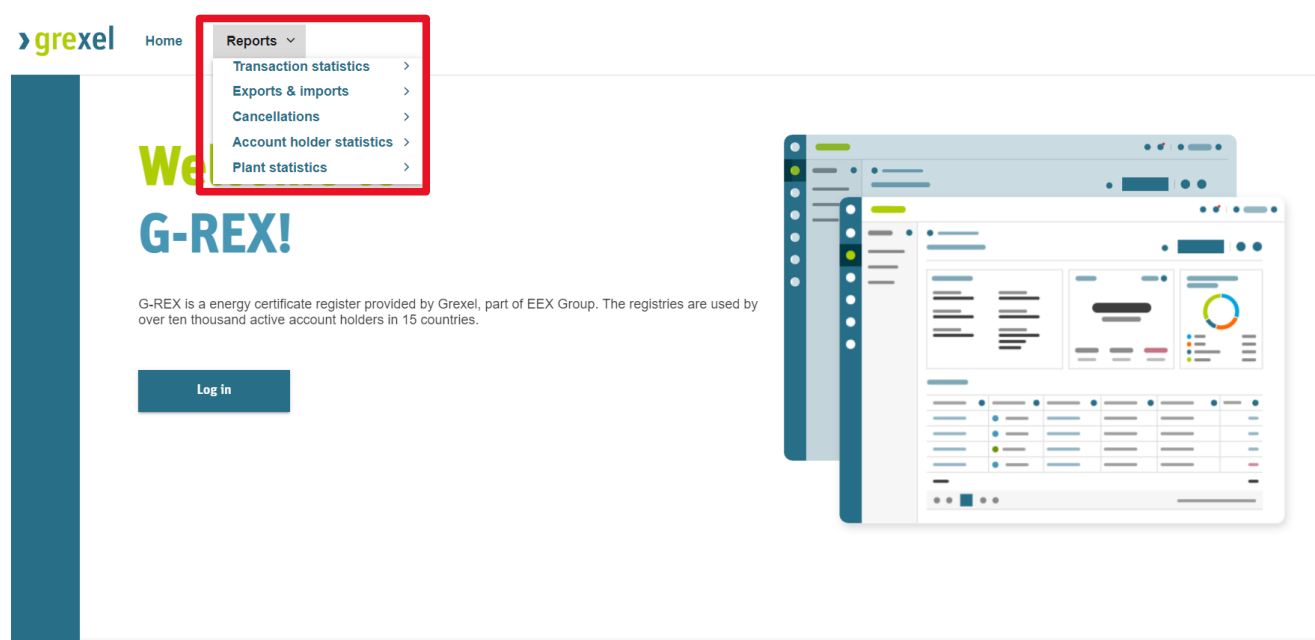 grexel
Home
Reports
Transaction statistics
Exports & imports
Cancellations
Account holder statistics
Plant statistics
G-REX!
G-REX is a energy certificate register provided by Grexel, part of EEX Group. The registries are used by
over ten thousand active account holders in 15 countries.
Log in